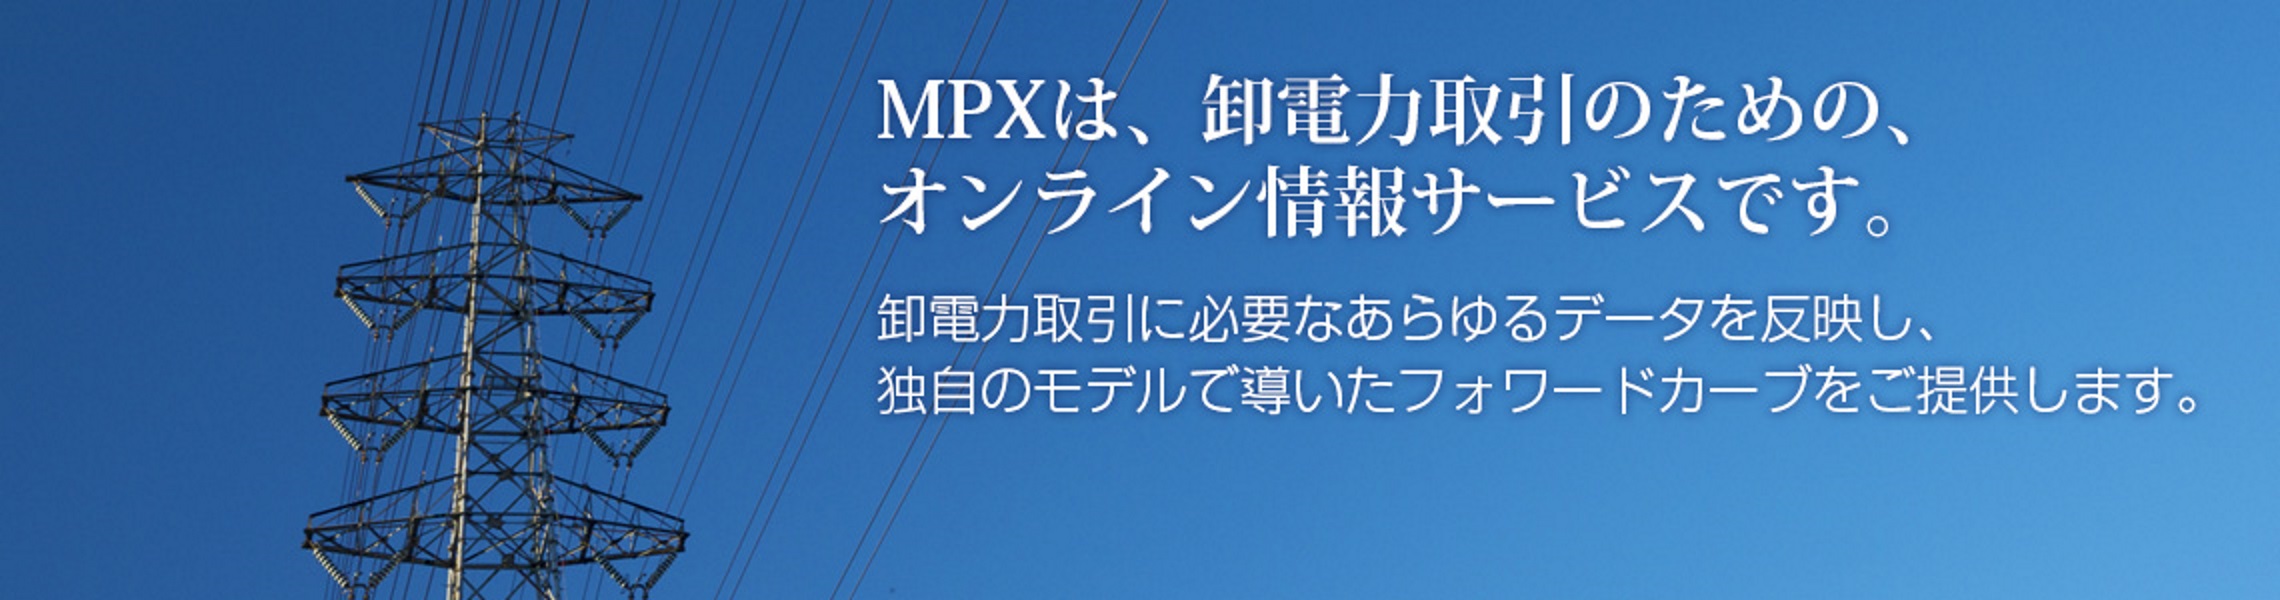 MPXは、卸電力取引のための、
オンライン情報サービスです。
卸電力取引に必要なあらゆるデータを反映し、
独自のモデルで導いたフォワードカーブをご提供します。